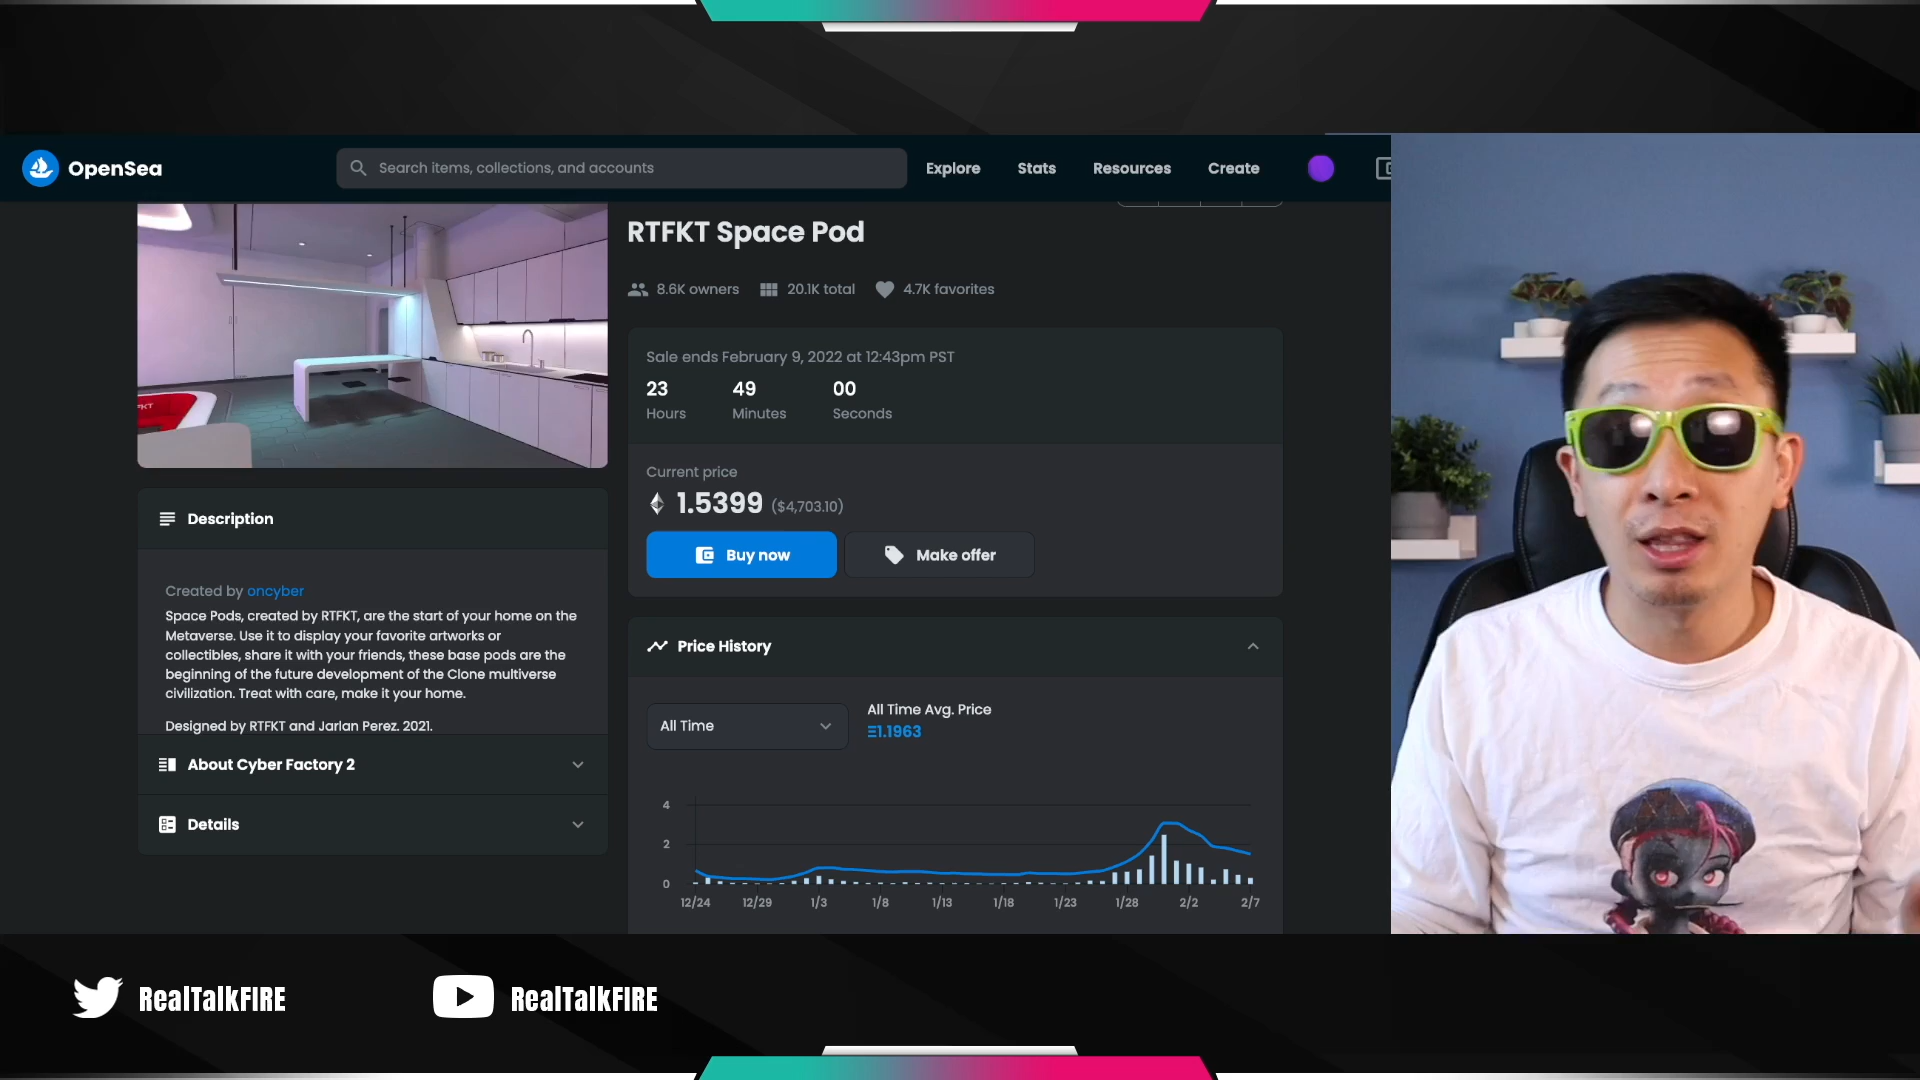 OpenSea
Search items, collections, and accounts
Explore
Stats
Resources
Create
RTFKT Space Pod
8.6K owners
20.1K total
4.7K favorites
Sale ends February 9, 2022 at 12:43pm PST
23
49
00
Hours
Minutes
Seconds
Current price
1.5399 ($4,703.10)
Buy now
Make offer
Description
Created by oncyber
Space Pods, created by RTFKT, are the start of your home on the
Metaverse. Use it to display your favorite artworks or
collectibles, share it with your friends, these base pods are the
beginning of the future development of the Clone multiverse
civilization. Treat with care, make it your home.
Designed by RTFKT and Jarlan Perez. 2021.
About Cyber Factory 2
Details
Price History
All Time
All Time Avg. Price
Ξ1.1963
4
2
0
12/24
12/29
1/3
1/8
1/13
1/18
1/23
1/28
2/2
2/7
RealTalkFIRE
RealTalkFIRE